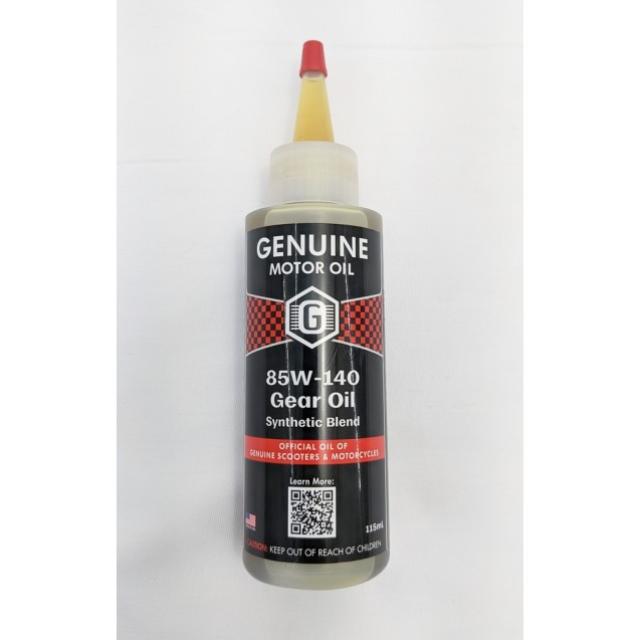 GENUINE
MOTOR OIL
G
85W-140
Gear Oil
Synthetic Blend
OFFICIAL OIL OF
GENUINE SCOOTERS & MOTORCYCLES
Learn More:
115mL
CAUTION: KEEP OUT OF REACH OF CHILDREN